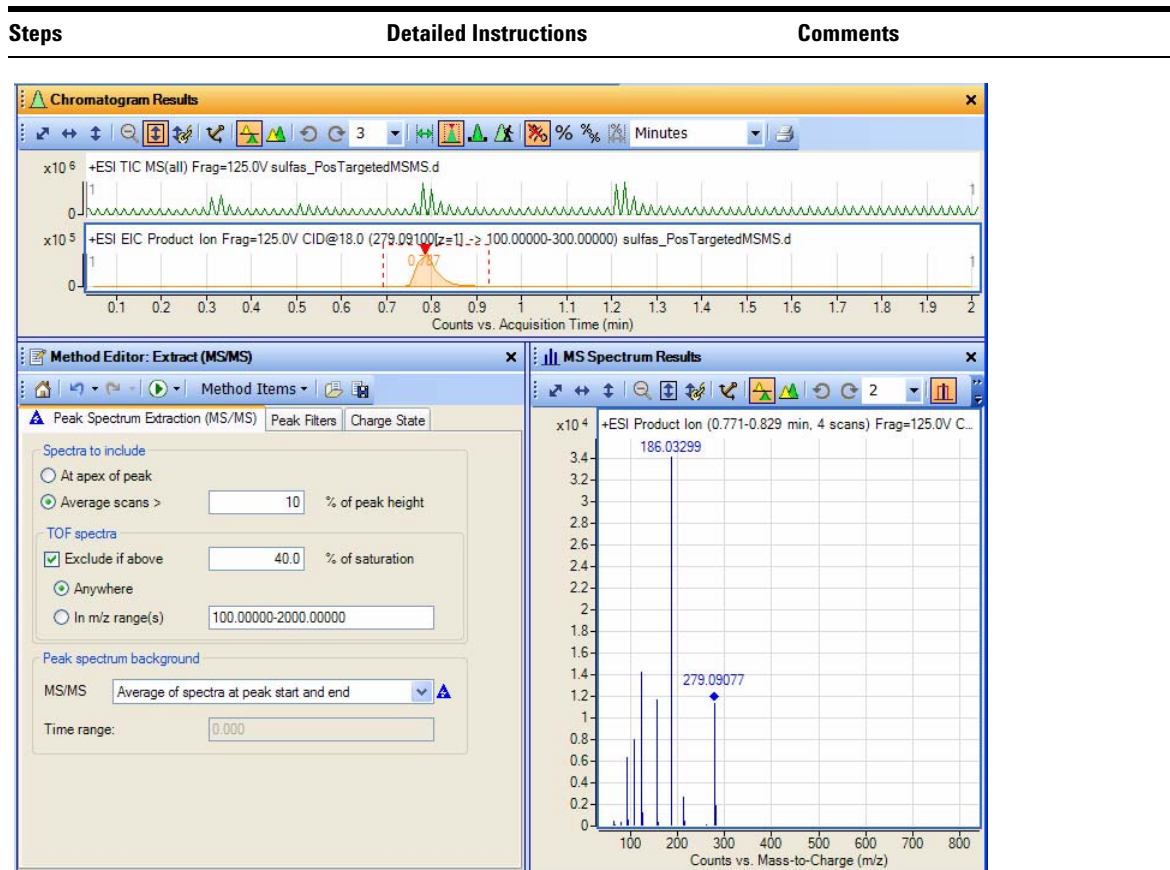 Steps Detailed Instructions Comments
Chromatogram Results
3 % Minutes
x10 6 +ESI TIC MS(all) Frag=125.0V sulfas_PosTargetedMSMS.d
1 1
0
x10 5 +ESI EIC Product Ion Frag=125.0V CID@18.0 (279.09100[z=1] -> 100.00000-300.00000) sulfas_PosTargetedMSMS.d
1 0.787 1
0
0.1 0.2 0.3 0.4 0.5 0.6 0.7 0.8 0.9 1 1.1 1.2 1.3 1.4 1.5 1.6 1.7 1.8 1.9 2
Counts vs. Acquisition Time (min)
Method Editor: Extract (MS/MS)
Method Items
Peak Spectrum Extraction (MS/MS) Peak Filters Charge State
Spectra to include
At apex of peak
Average scans > 10 % of peak height
TOF spectra
Exclude if above 40.0 % of saturation
Anywhere
In m/z range(s) 100.00000-2000.00000
Peak spectrum background
MS/MS Average of spectra at peak start and end
Time range: 0.000
MS Spectrum Results
2
x10 4 +ESI Product Ion (0.771-0.829 min, 4 scans) Frag=125.0V C...
186.03299
3.4
3.2
3
2.8
2.6
2.4
2.2
2
1.8
1.6
1.4
279.09077
1.2
1
0.8
0.6
0.4
0.2
0
100 200 300 400 500 600 700 800
Counts vs. Mass-to-Charge (m/z)